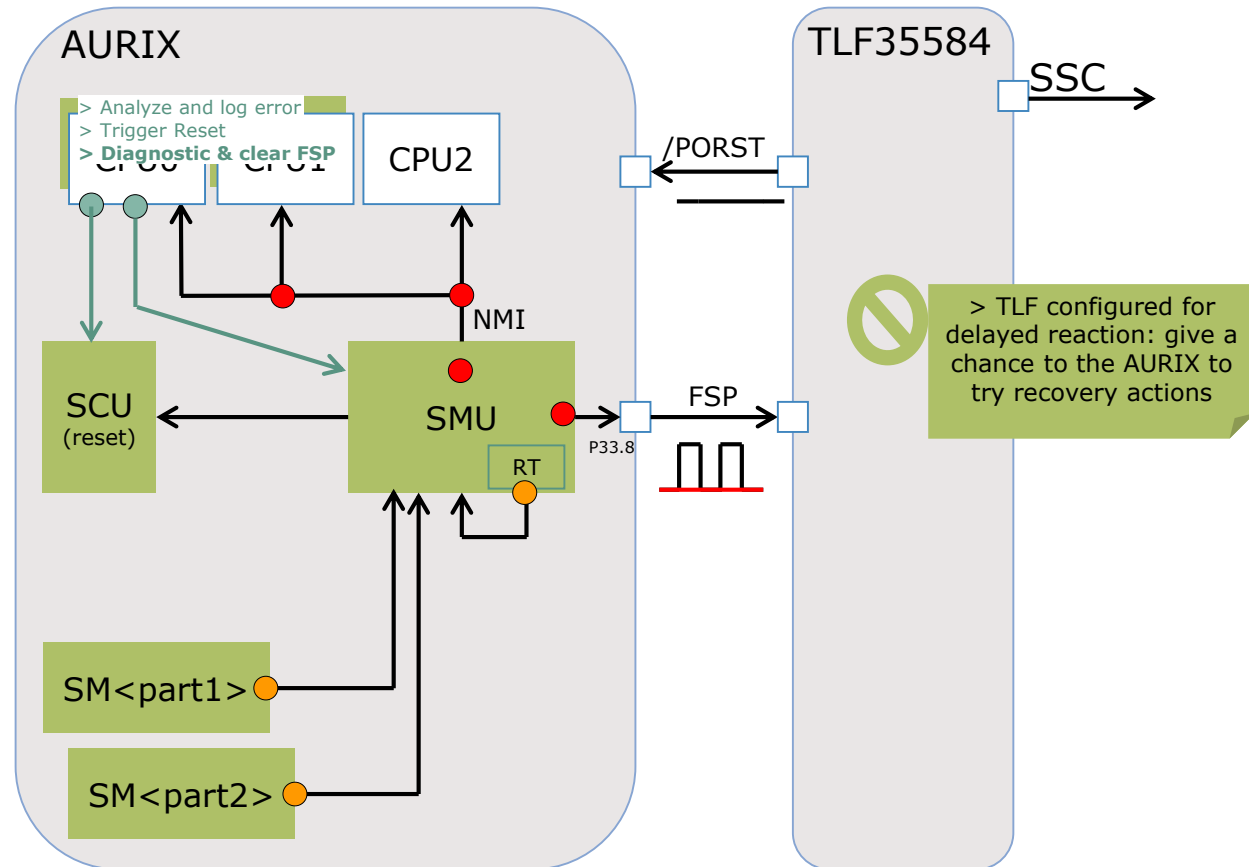 AURIX
TLF35584
SSC
> Analyze and log error
> Trigger Reset
> Diagnostic & clear FSP
CPU0
CPU1
CPU2
/PORST
NMI
> TLF configured for
delayed reaction: give a
chance to the AURIX to
try recovery actions
SCU
(reset)
SMU
RT
P33.8
FSP
SM<part1>
SM<part2>